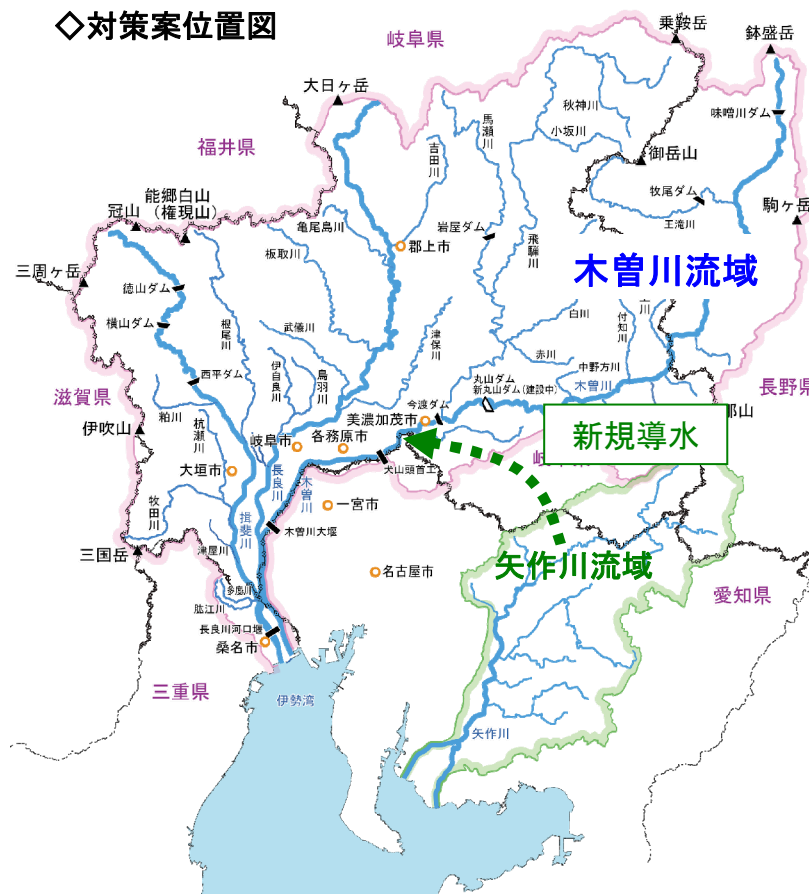 ◇対策案位置図
岐阜県
乗鞍岳
鉢盛岳
大日ヶ岳
秋神川
味噌川ダム
馬瀬川
小坂川
吉田川
福井県
御岳山
能郷白山
(権現山)
牧尾ダム
駒ヶ岳
冠山
亀尾島川
岩屋ダム
王滝川
郡上市
飛騨川
板取川
三周ヶ岳
木曽川流域
徳山ダム
横山ダム
根尾川
武儀川
津保川
白川
付知川
川
赤川
中野方川
西平ダム
伊自良川
鳥羽川
丸山ダム
新丸山ダム(建設中)
木曽川
長野県
滋賀県
今渡ダム
粕川
杭瀬川
美濃加茂市
伊吹山
岐阜市
各務原市
新規導水
大垣市
長良川
木曽川
犬山頭首工
牧田川
一宮市
揖斐川
木曽川大堰
三国岳
津屋川
名古屋市
矢作川流域
愛知県
多度川
肱江川
長良川河口堰
桑名市
三重県
伊勢湾
矢作川